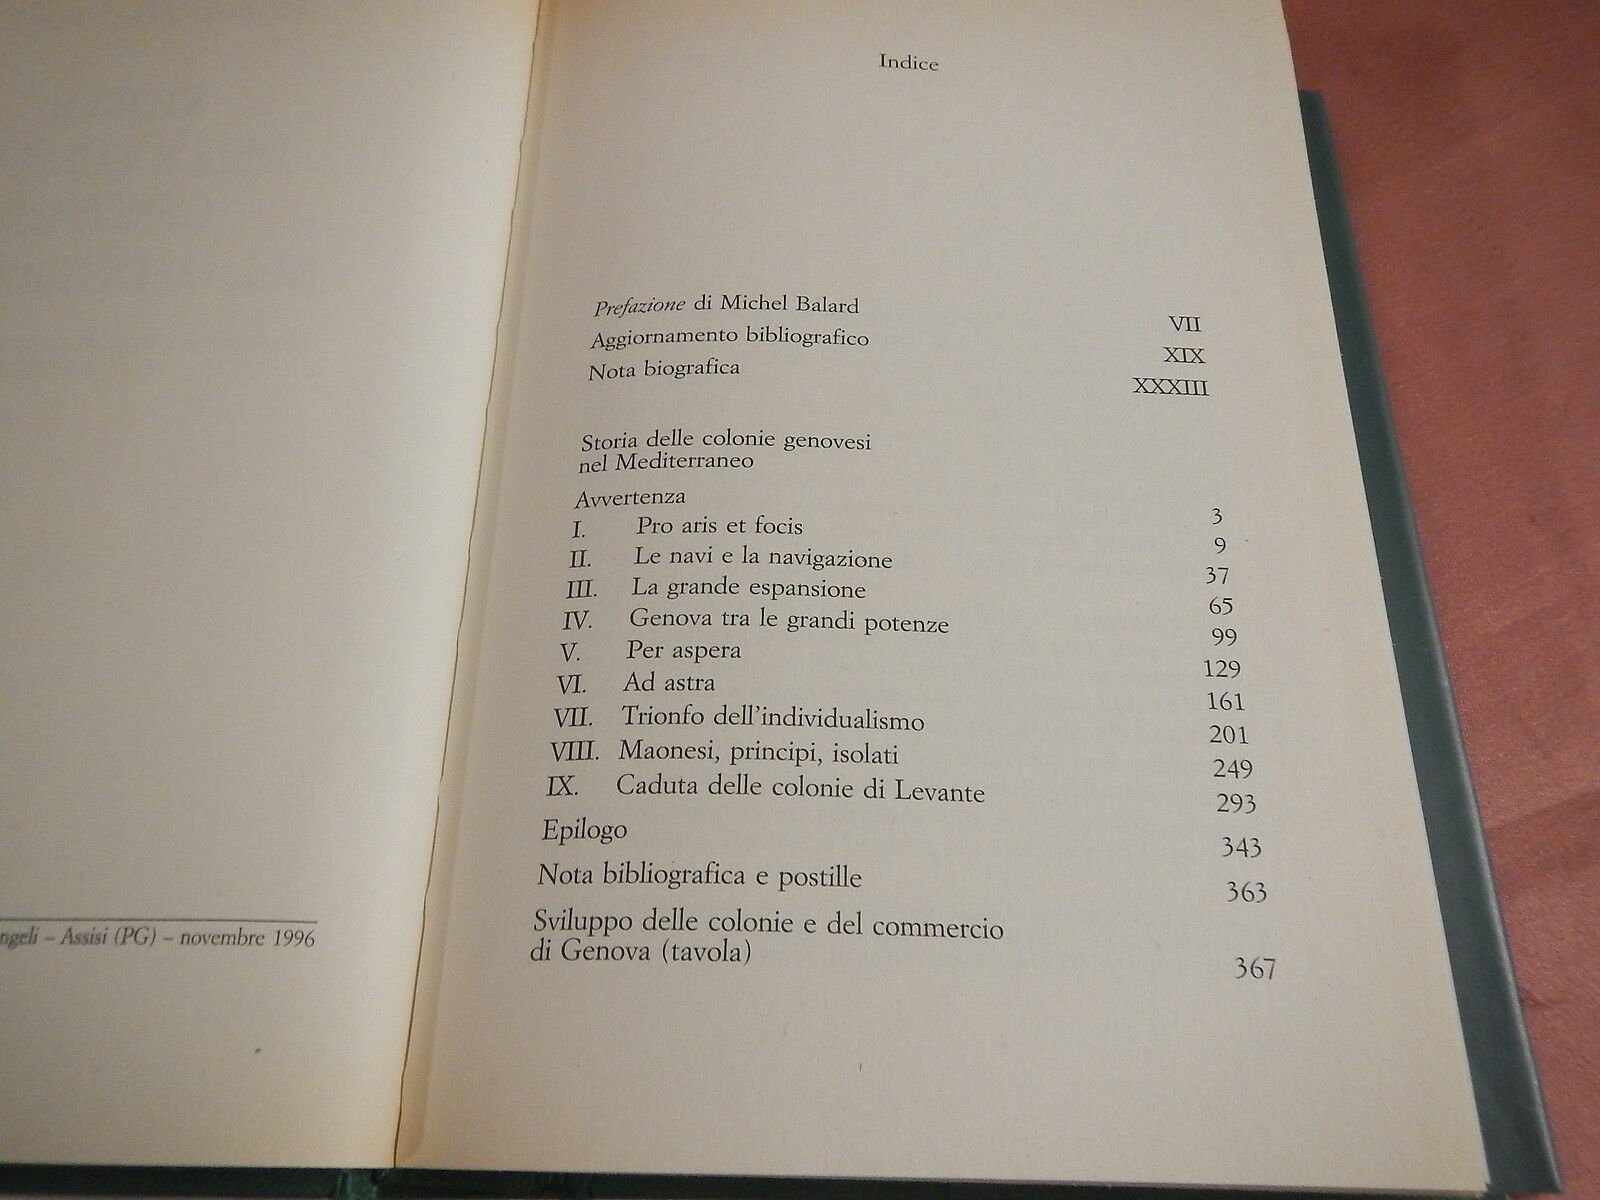 Indice
Prefazione di Michel Balard VII
Aggiornamento bibliografico XIX
Nota biografica XXXIII
Storia delle colonie genovesi
nel Mediterraneo
Avvertenza 3
I. Pro aris et focis 9
II. Le navi e la navigazione 37
III. La grande espansione 65
IV. Genova tra le grandi potenze 99
V. Per aspera 129
VI. Ad astra 161
VII. Trionfo dell'individualismo 201
VIII. Maonesi, principi, isolati 249
IX. Caduta delle colonie di Levante 293
Epilogo 343
Nota bibliografica e postille 363
Sviluppo delle colonie e del commercio
di Genova (tavola) 367
– Assisi (PG) – novembre 1996